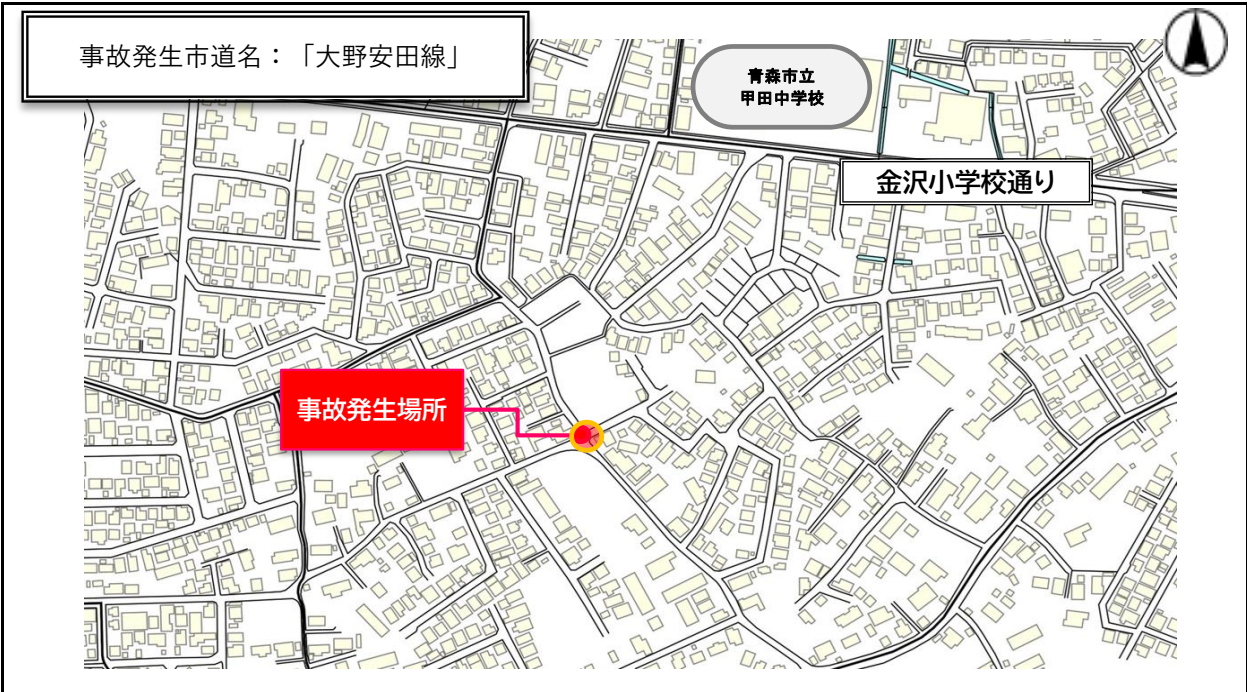 事故発生市道名：「大野安田線」
青森市立
甲田中学校
金沢小学校通り
事故発生場所